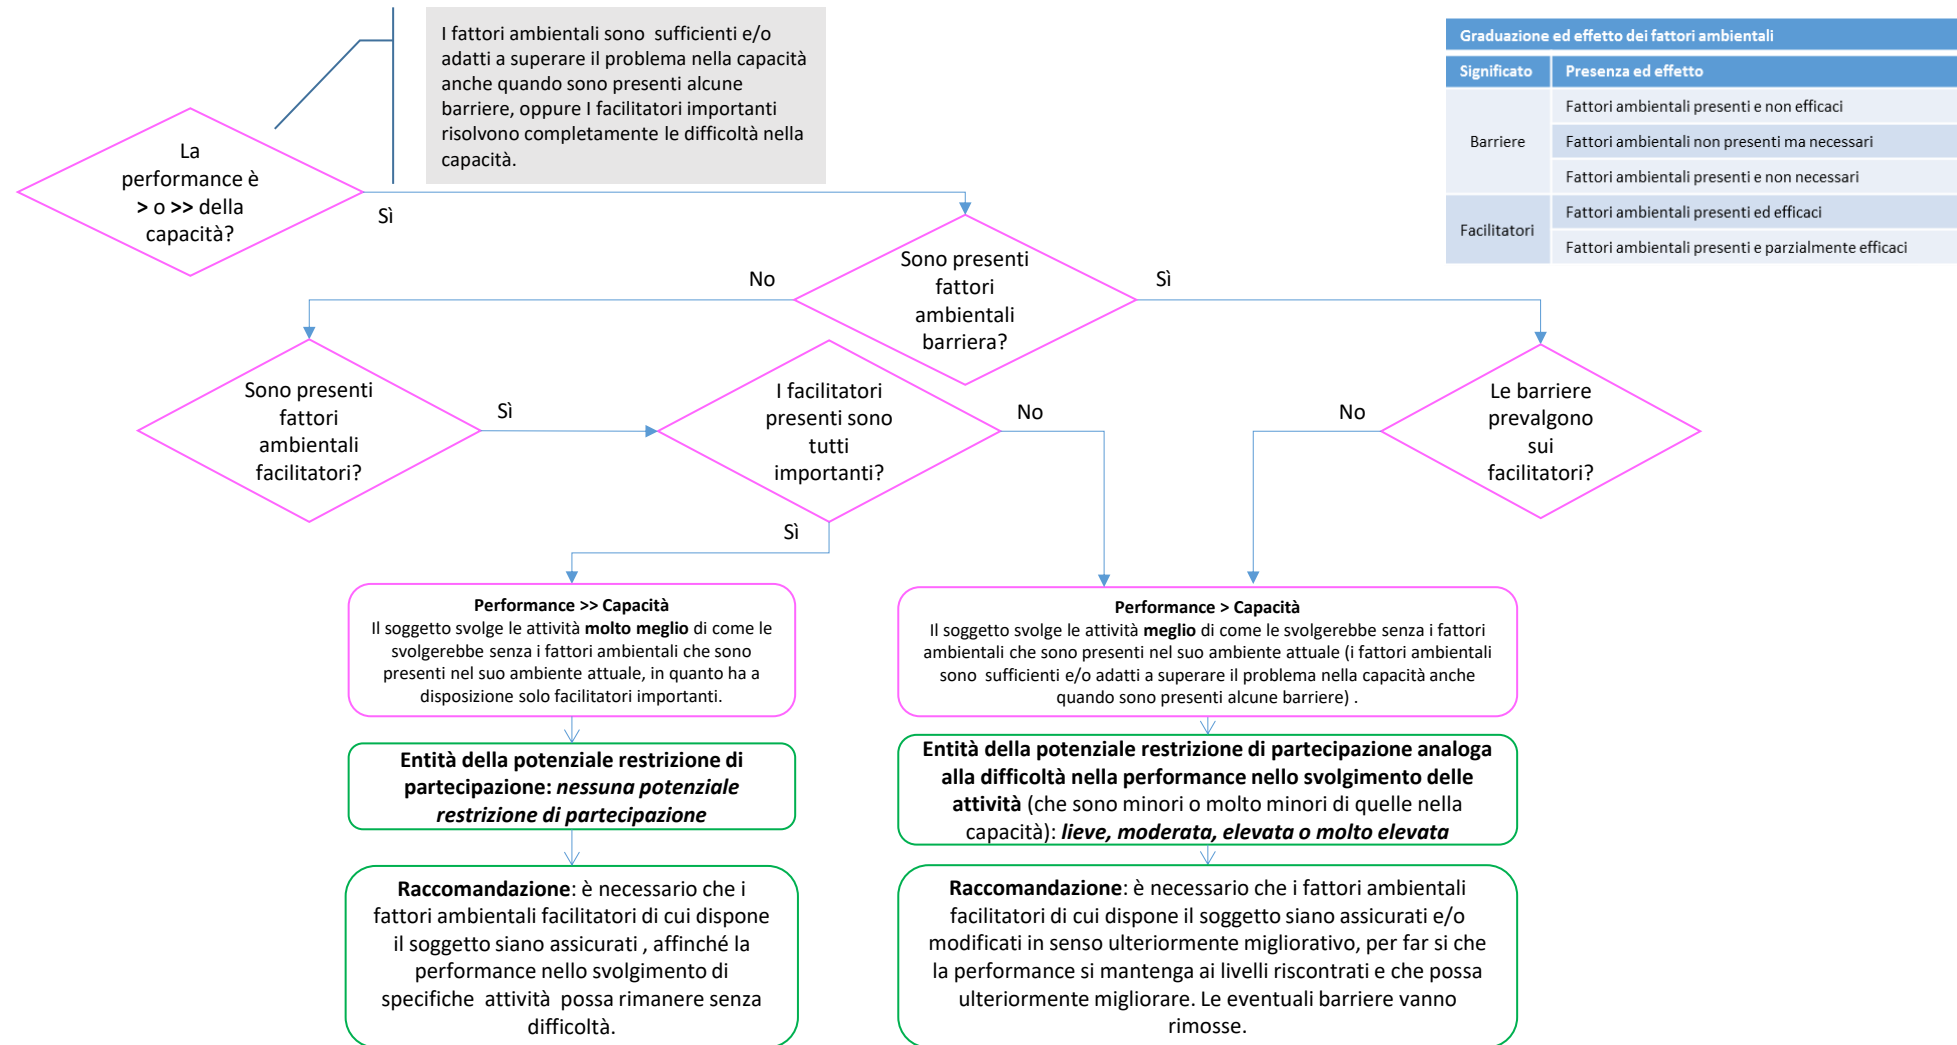 I fattori ambientali sono  sufficienti e/o
adatti a superare il problema nella capacità
anche quando sono presenti alcune
barriere, oppure I facilitatori importanti
risolvono completamente le difficoltà nella
capacità.
Graduazione ed effetto dei fattori ambientali
Significato Presenza ed effetto
Barriere
Fattori ambientali presenti e non efficaci
Fattori ambientali non presenti ma necessari
Fattori ambientali presenti e non necessari
Facilitatori
Fattori ambientali presenti ed efficaci
Fattori ambientali presenti e parzialmente efficaci
La
performance è
> o >> della
capacità?
Sì
Sono presenti
fattori
ambientali
barriera?
No
Sì
Sono presenti
fattori
ambientali
facilitatori?
Sì
I facilitatori
presenti sono
tutti
importanti?
No
Sì
Le barriere
prevalgono
sui
facilitatori?
No
Performance >> Capacità
Il soggetto svolge le attività molto meglio di come le
svolgerebbe senza i fattori ambientali che sono
presenti nel suo ambiente attuale, in quanto ha a
disposizione solo facilitatori importanti.
Performance > Capacità
Il soggetto svolge le attività meglio di come le svolgerebbe senza i fattori
ambientali che sono presenti nel suo ambiente attuale (i fattori ambientali
sono  sufficienti e/o adatti a superare il problema nella capacità anche
quando sono presenti alcune barriere) .
Entità della potenziale restrizione di
partecipazione: nessuna potenziale
restrizione di partecipazione
Entità della potenziale restrizione di partecipazione analoga
alla difficoltà nella performance nello svolgimento delle
attività (che sono minori o molto minori di quelle nella
capacità): lieve, moderata, elevata o molto elevata
Raccomandazione: è necessario che i
fattori ambientali facilitatori di cui dispone
il soggetto siano assicurati , affinché la
performance nello svolgimento di
specifiche  attività  possa rimanere senza
difficoltà.
Raccomandazione: è necessario che i fattori ambientali
facilitatori di cui dispone il soggetto siano assicurati e/o
modificati in senso ulteriormente migliorativo, per far si che
la performance si mantenga ai livelli riscontrati e che possa
ulteriormente migliorare. Le eventuali barriere vanno
rimosse.